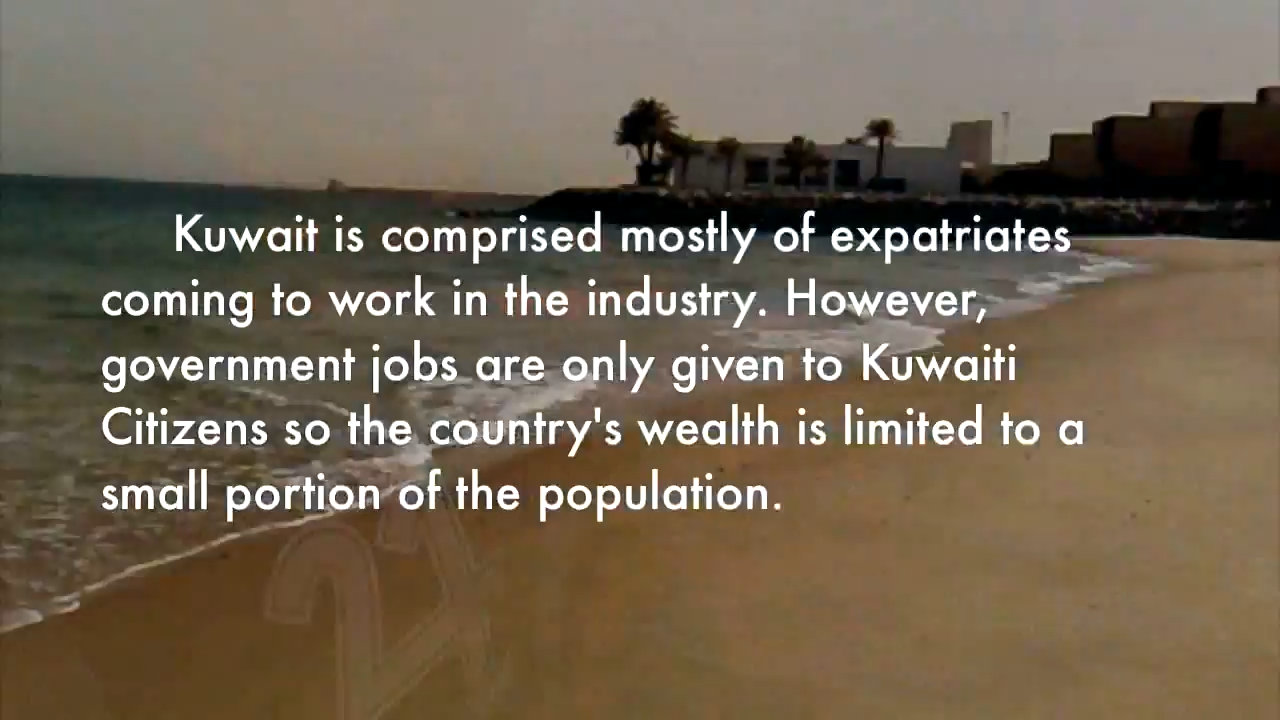 Kuwait is comprised mostly of expatriates
coming to work in the industry. However,
government jobs are only given to Kuwaiti
Citizens so the country's wealth is limited to a
small portion of the population.